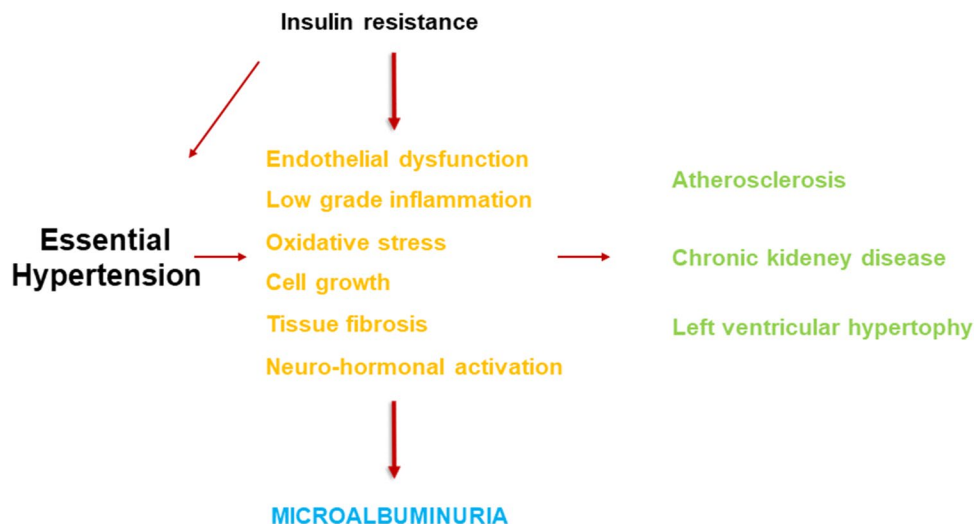 Insulin resistance
Endothelial dysfunction
Low grade inflammation
Oxidative stress
Cell growth
Tissue fibrosis
Neuro-hormonal activation
Essential
Hypertension
Atherosclerosis
Chronic kideney disease
Left ventricular hypertophy
MICROALBUMINURIA